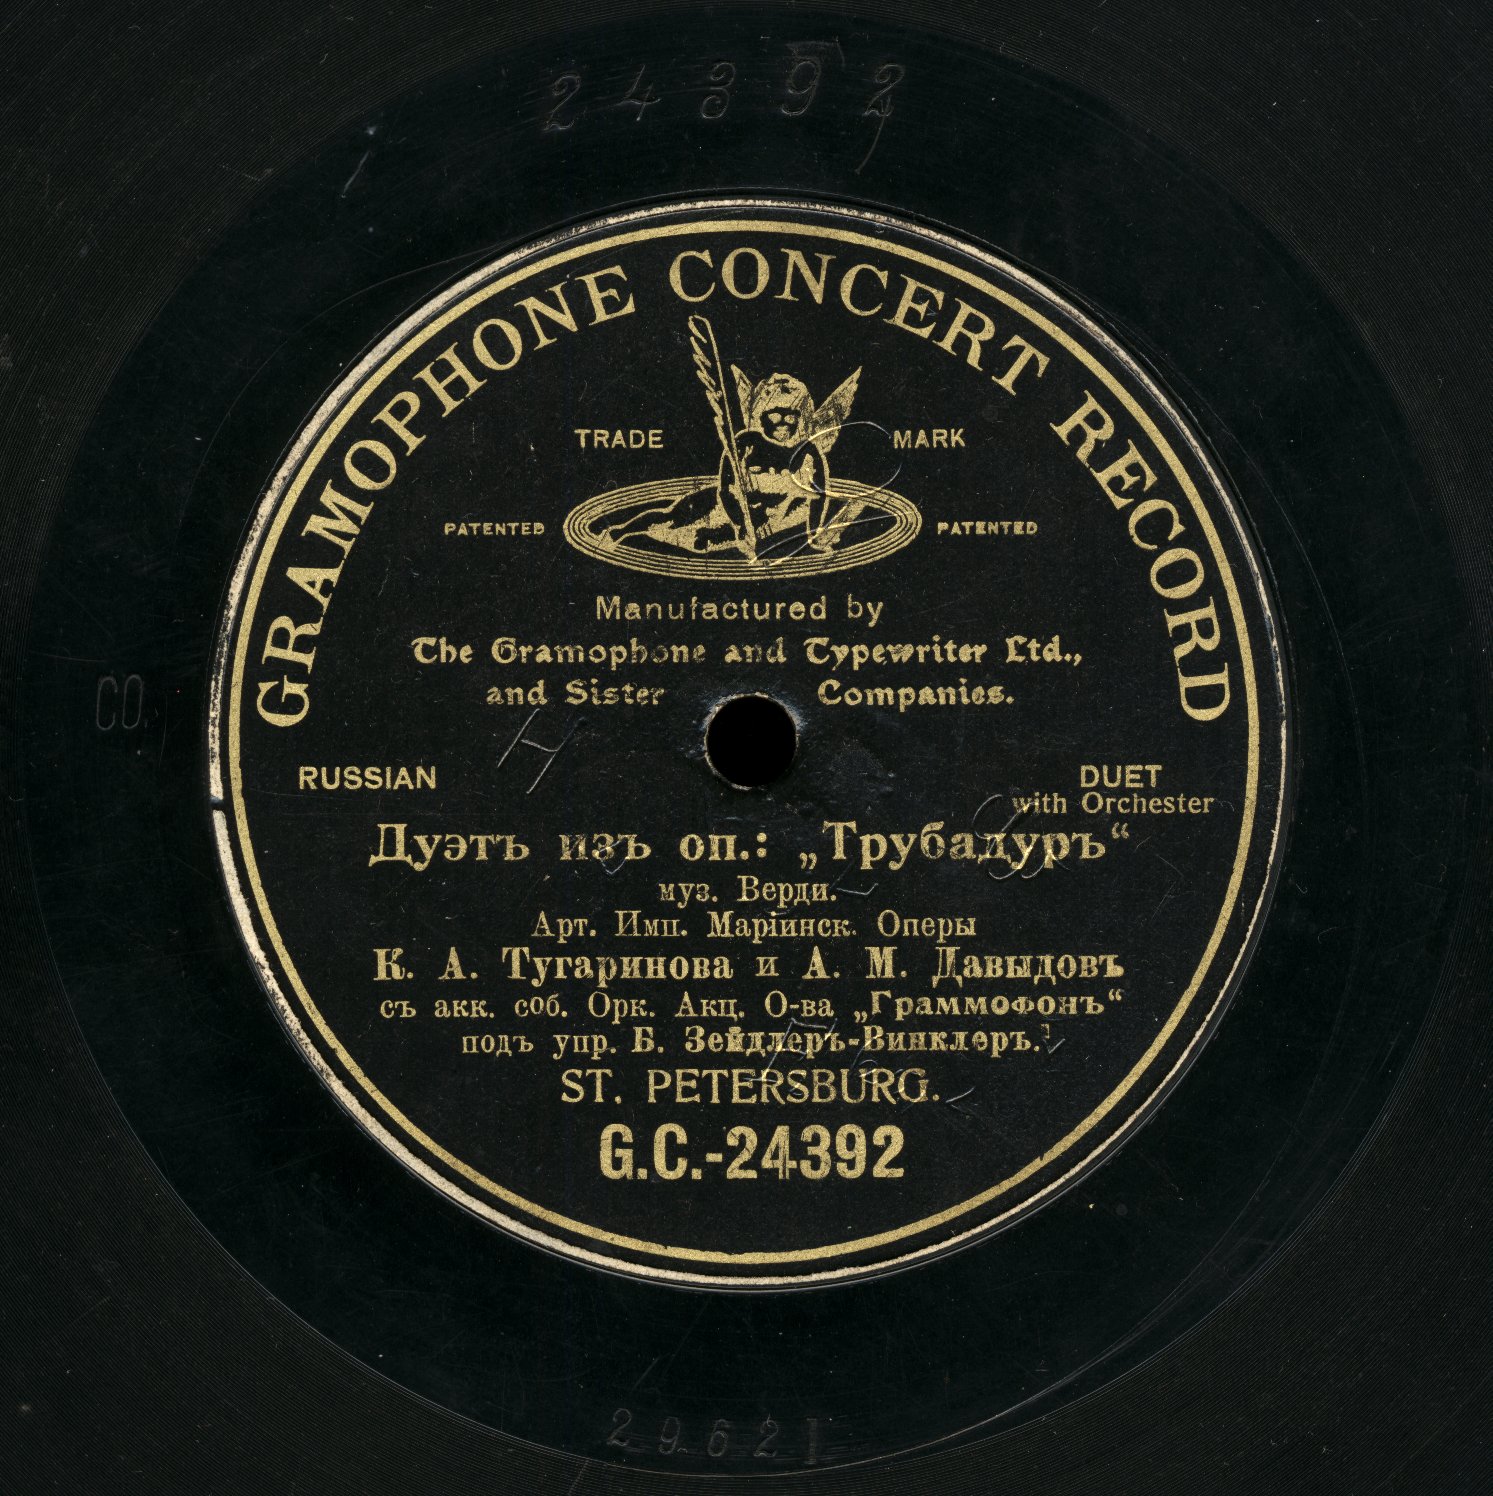 24392
GRAMOPHONE CONCERT RECORD
TRADE MARK
PATENTED PATENTED
Manufactured by
The Gramophone and Typewriter Ltd.,
and Sister Companies.
CO.
H
RUSSIAN
DUET
with Orchester
Дуэтъ изъ оп.: „Трубадуръ“
муз. Верди.
Арт. Имп. Маріинск. Оперы
К. А. Тугаринова и А. М. Давыдовъ
съ акк. соб. Орк. Акц. О-ва „Граммофонъ“
подъ упр. Б. Зейдлеръ-Винклеръ.
ST. PETERSBURG.
G.C.-24392